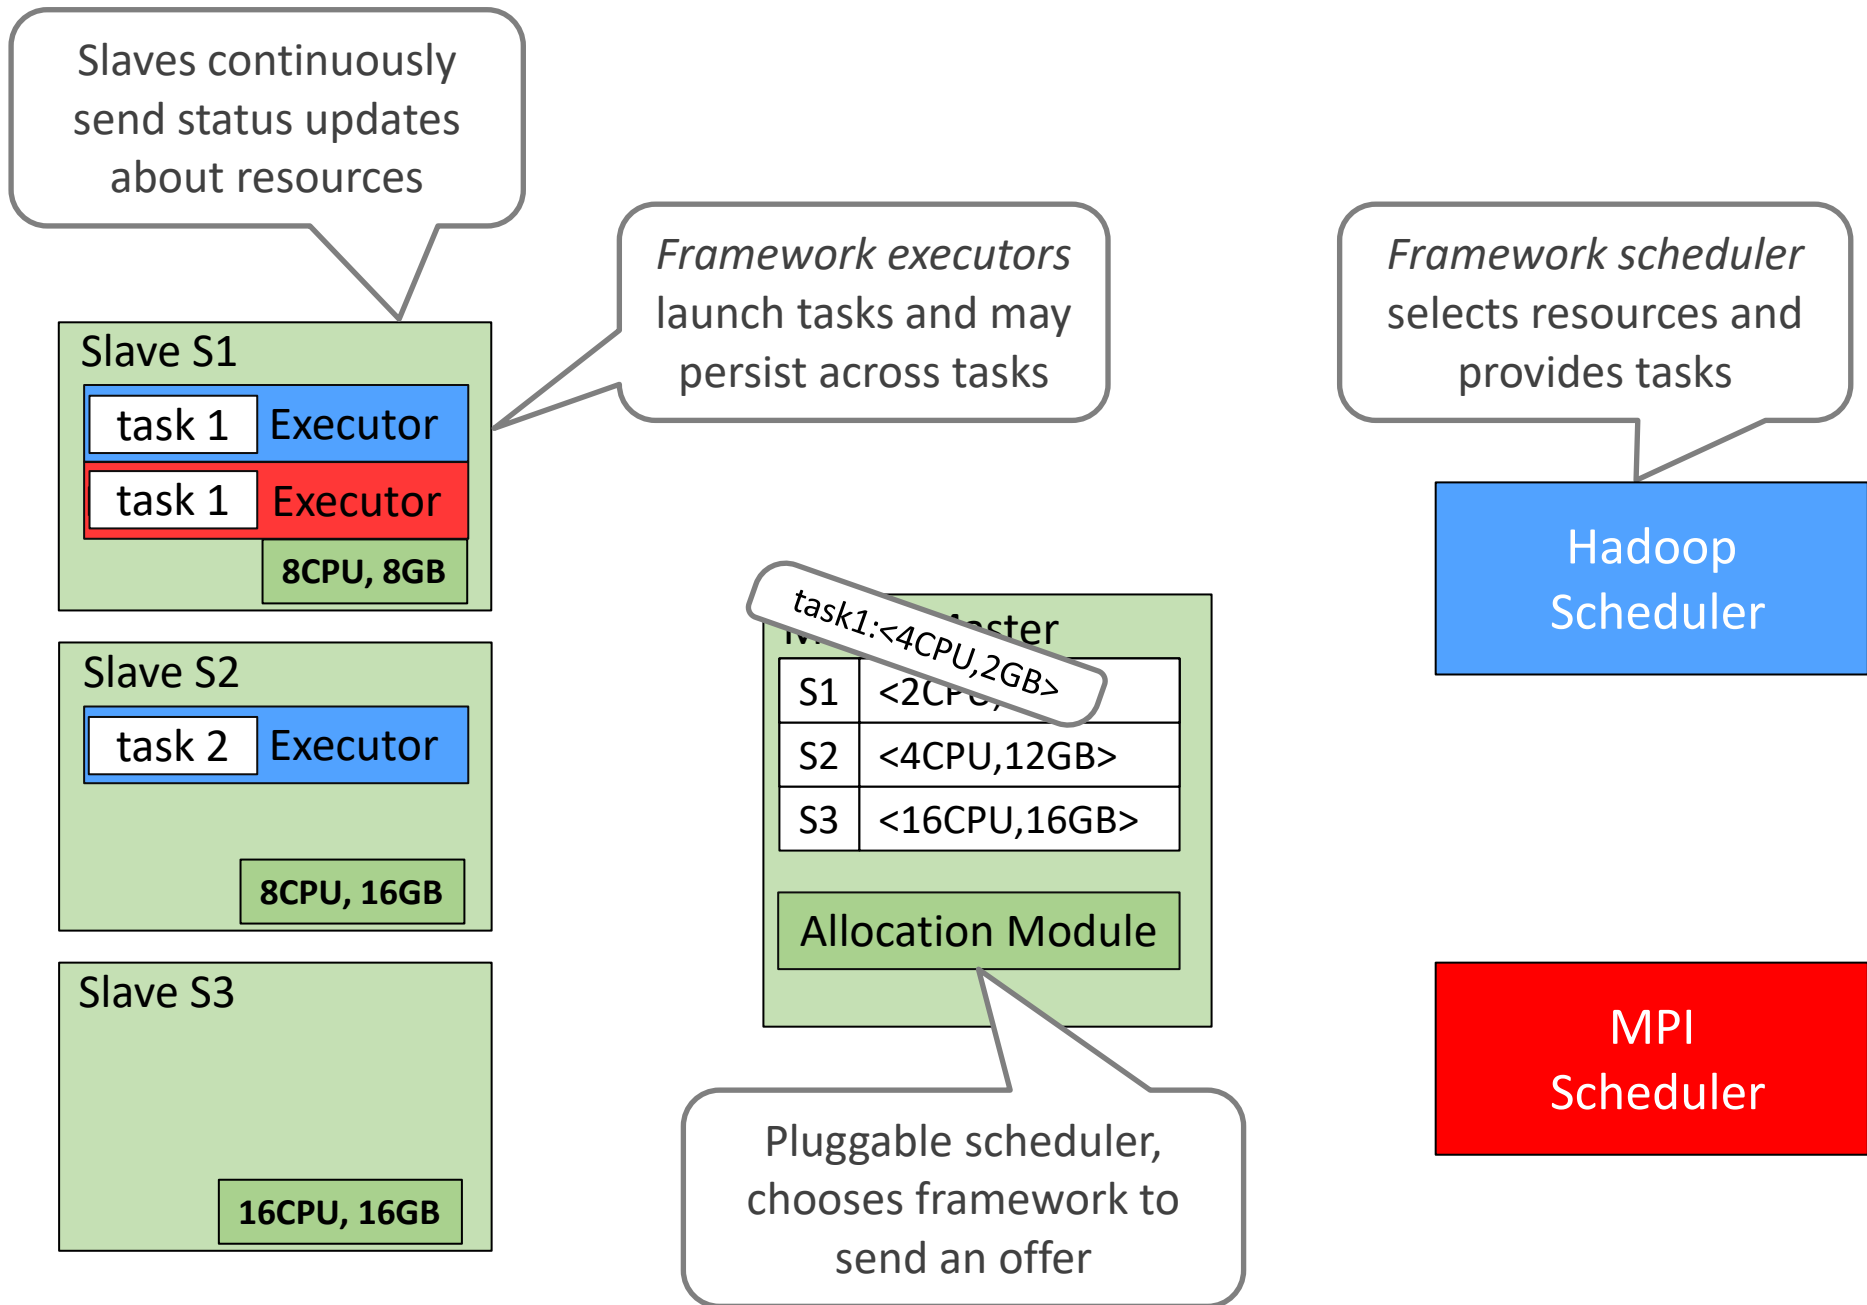 Slaves continuously
send status updates
about resources
Framework executors
launch tasks and may
persist across tasks
Framework scheduler
selects resources and
provides tasks
Slave S1
task 1 Executor
task 1 Executor
8CPU, 8GB
Slave S2
task 2 Executor
8CPU, 16GB
Slave S3
16CPU, 16GB
task1:<4CPU,2GB>
S1 <2CPU,
S2 <4CPU,12GB>
S3 <16CPU,16GB>
Allocation Module
Pluggable scheduler,
chooses framework to
send an offer
Hadoop
Scheduler
MPI
Scheduler